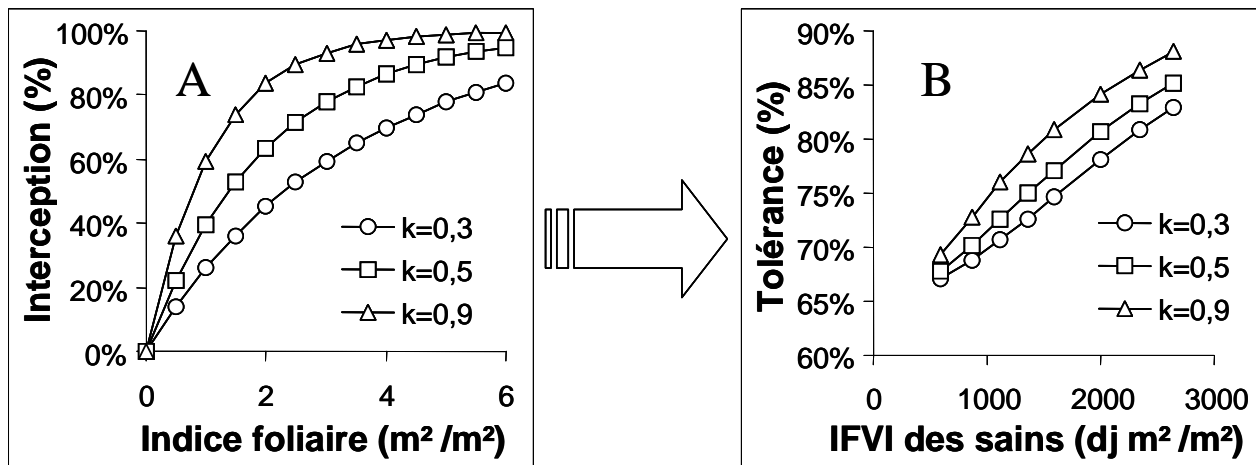 A
Interception (%)
100%
80%
60%
40%
20%
0%
0
2
4
6
Indice foliaire (m² /m²)
k=0,3
k=0,5
k=0,9
B
Tolérance (%)
90%
85%
80%
75%
70%
65%
60%
0
1000
2000
3000
IFVI des sains (dj m² /m²)
k=0,3
k=0,5
k=0,9